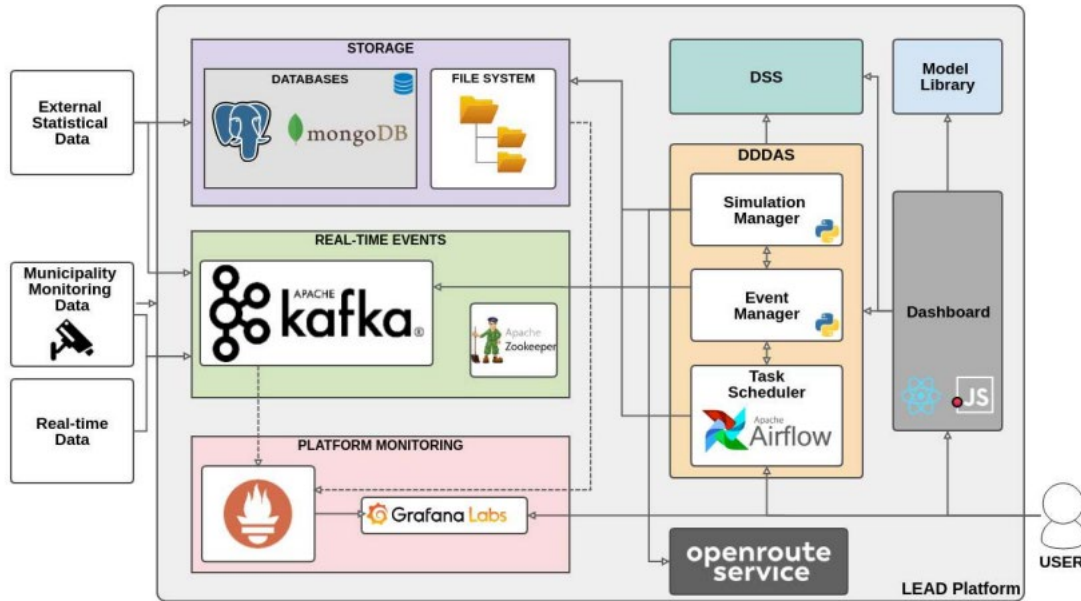 STORAGE
DATABASES
mongoDB
FILE SYSTEM
External
Statistical
Data
REAL-TIME EVENTS
APACHE
kafka®
Apache
Zookeeper
Municipality
Monitoring
Data
Real-time
Data
PLATFORM MONITORING
Grafana Labs
DSS
Model
Library
DDDAS
Simulation
Manager
Event
Manager
Task
Scheduler
Apache
Airflow
Dashboard
JS
openroute
service
USER
LEAD Platform